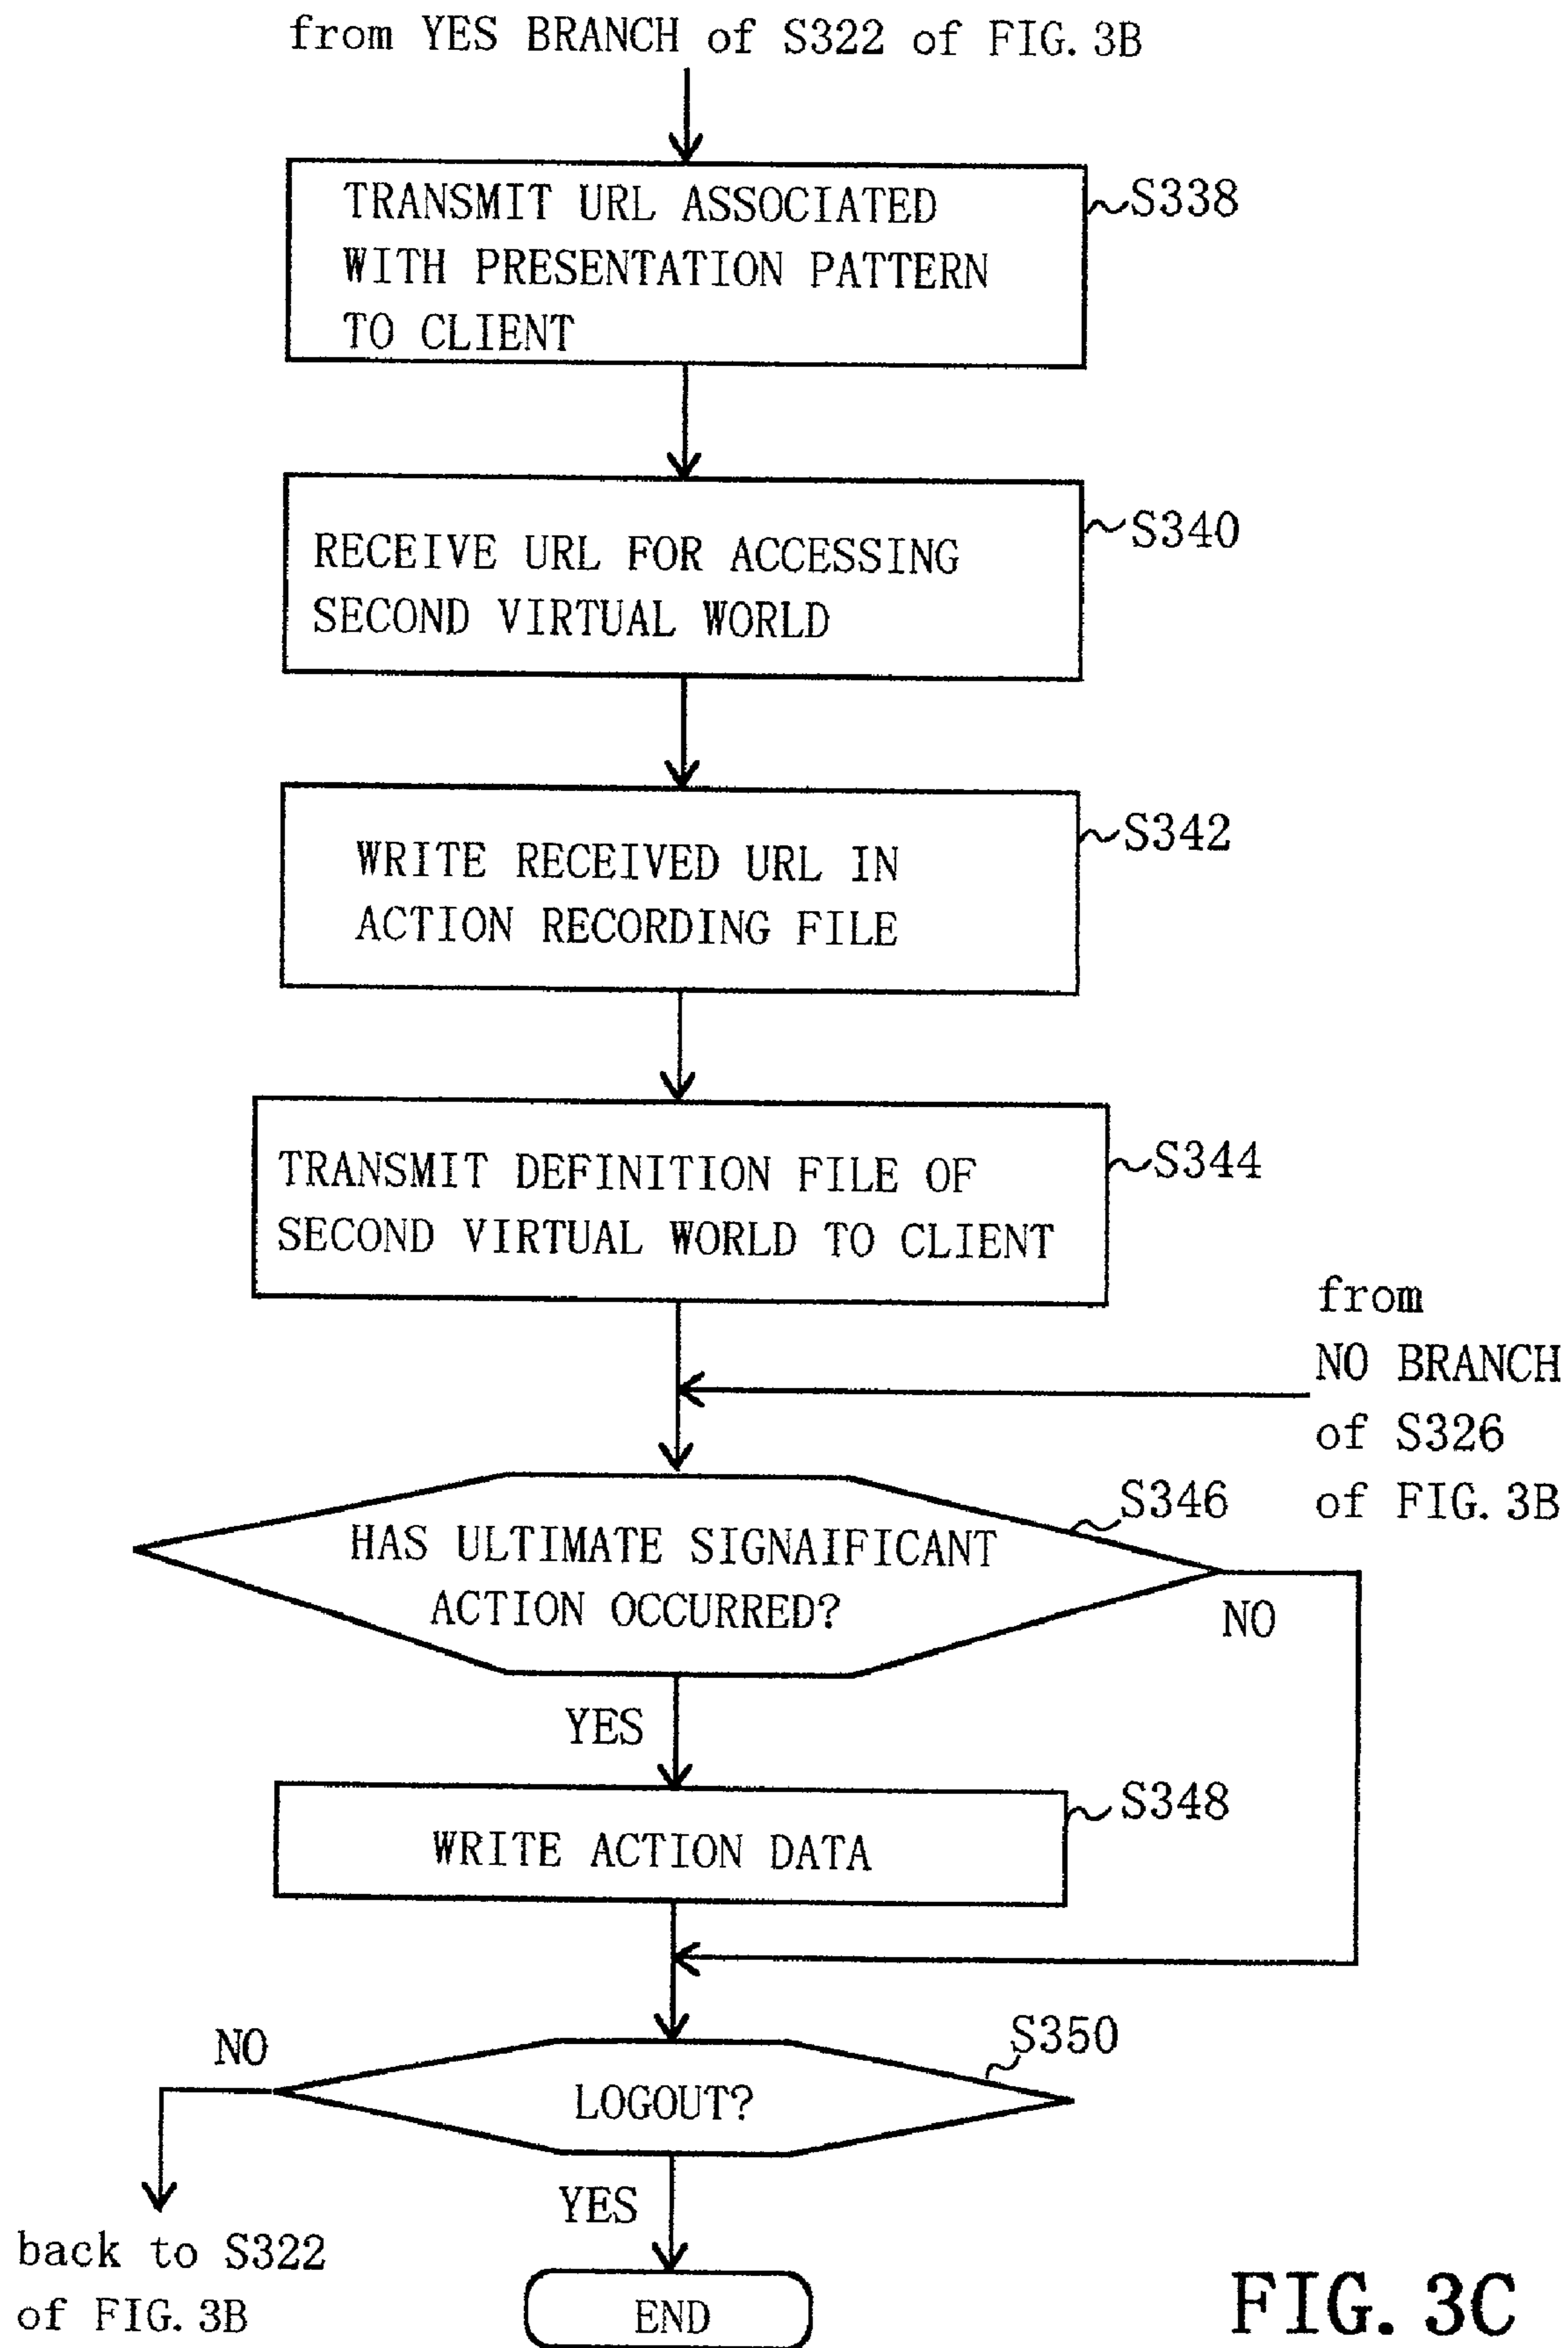 from YES BRANCH of S322 of FIG. 3B
TRANSMIT URL ASSOCIATED
WITH PRESENTATION PATTERN
TO CLIENT
S338
RECEIVE URL FOR ACCESSING
SECOND VIRTUAL WORLD
S340
WRITE RECEIVED URL IN
ACTION RECORDING FILE
S342
TRANSMIT DEFINITION FILE OF
SECOND VIRTUAL WORLD TO CLIENT
S344
from
NO BRANCH
of S326
of FIG. 3B
HAS ULTIMATE SIGNAIFICANT
ACTION OCCURRED?
S346
NO
YES
WRITE ACTION DATA
S348
LOGOUT?
S350
NO
YES
back to S322
of FIG. 3B
END
FIG. 3C